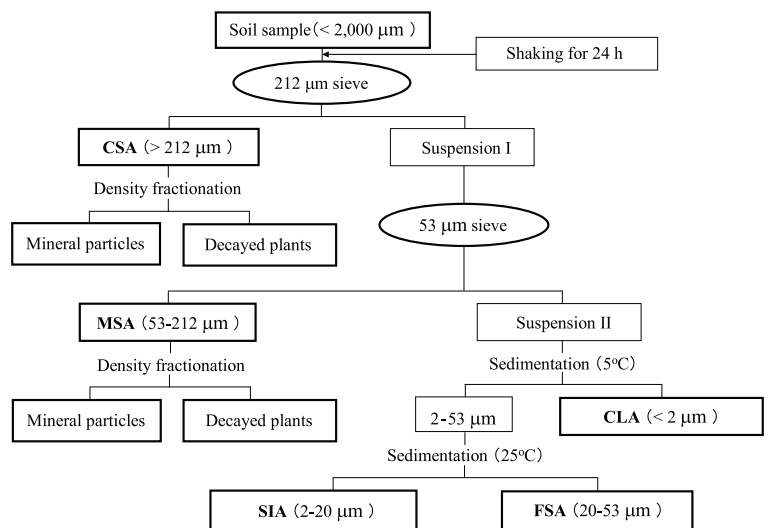 Soil sample (< 2,000 μm )
Shaking for 24 h
212 μm sieve
CSA (> 212 μm )
Suspension I
Density fractionation
Mineral particles
Decayed plants
53 μm sieve
MSA (53-212 μm )
Suspension II
Density fractionation
Sedimentation (5°C)
Mineral particles
Decayed plants
2-53 μm
CLA (< 2 μm )
Sedimentation (25°C)
SIA (2-20 μm )
FSA (20-53 μm )